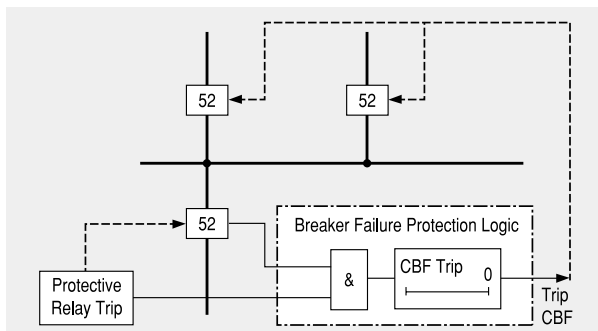 52
52
52
Breaker Failure Protection Logic
CBF Trip
0
&
Protective
Relay Trip
Trip
CBF